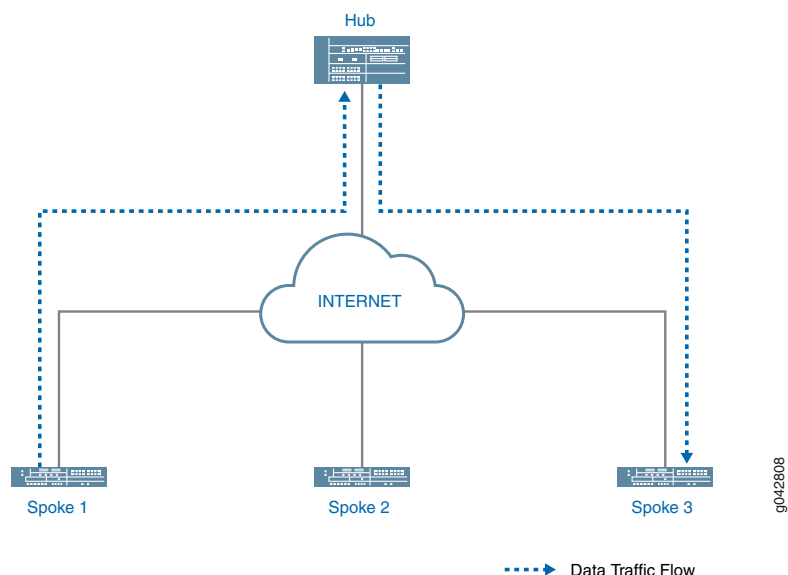 Hub
INTERNET
Spoke 1
Spoke 2
Spoke 3
g042808
Data Traffic Flow